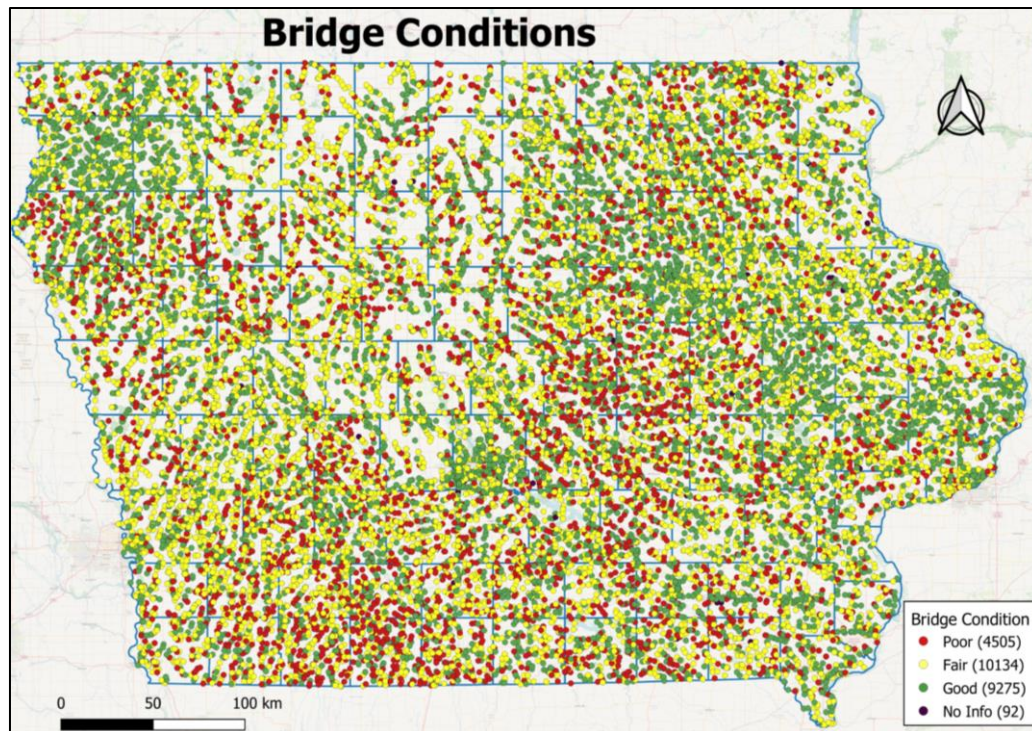 Bridge Conditions
Bridge Condition
Poor (4505)
Fair (10134)
Good (9275)
No Info (92)
0 50 100 km